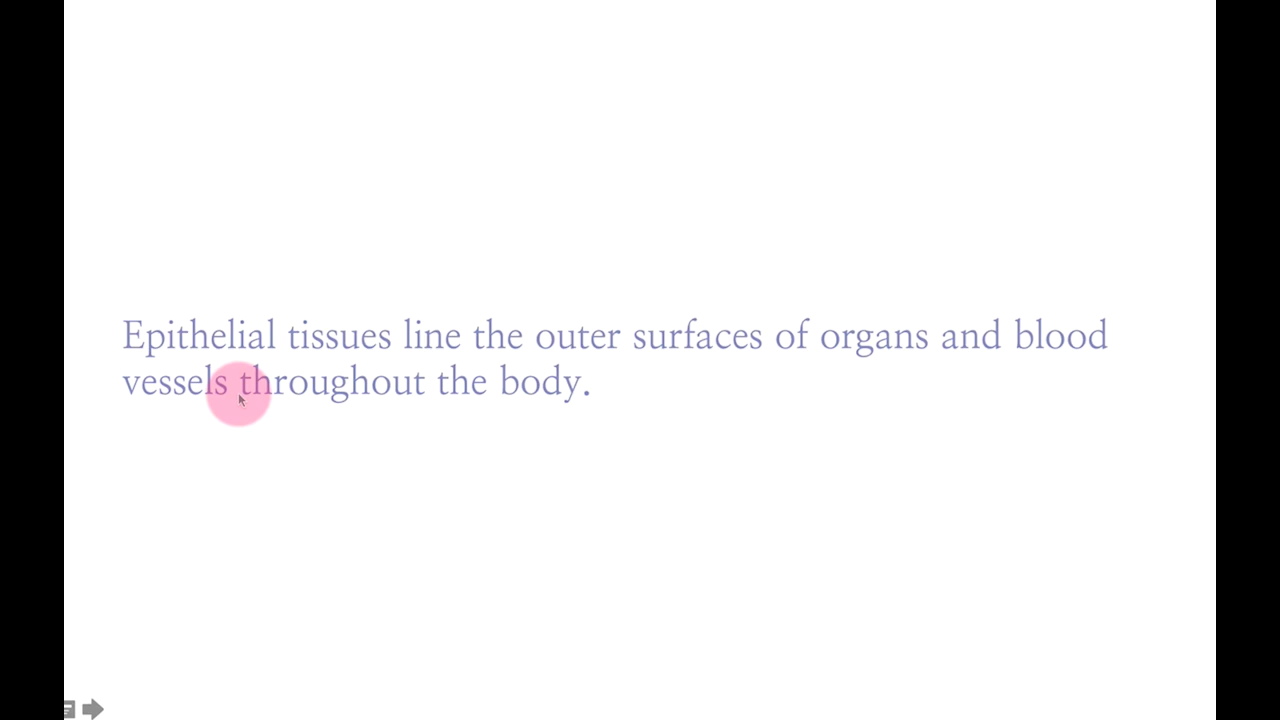 Epithelial tissues line the outer surfaces of organs and blood
vessels throughout the body.